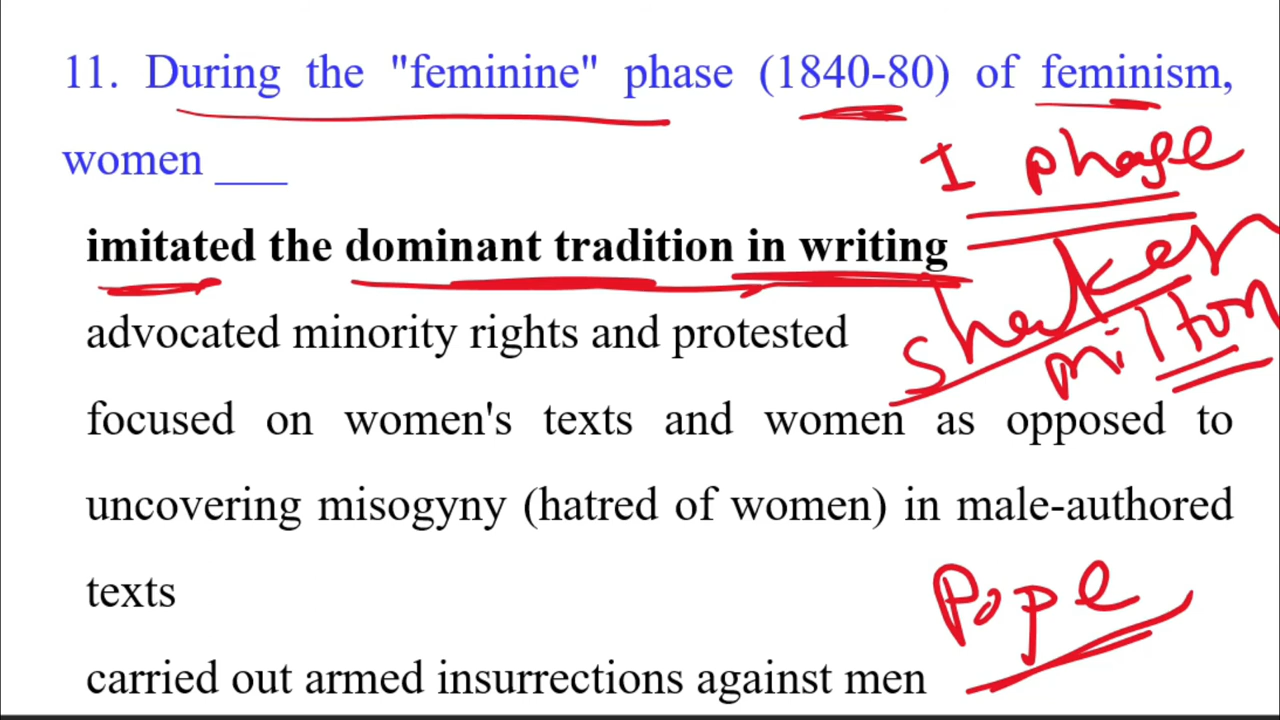 11. During the "feminine" phase (1840-80) of feminism,
women ___
I phase
imitated the dominant tradition in writing
advocated minority rights and protested
milton
focused on women's texts and women as opposed to
uncovering misogyny (hatred of women) in male-authored
texts
Pope
carried out armed insurrections against men